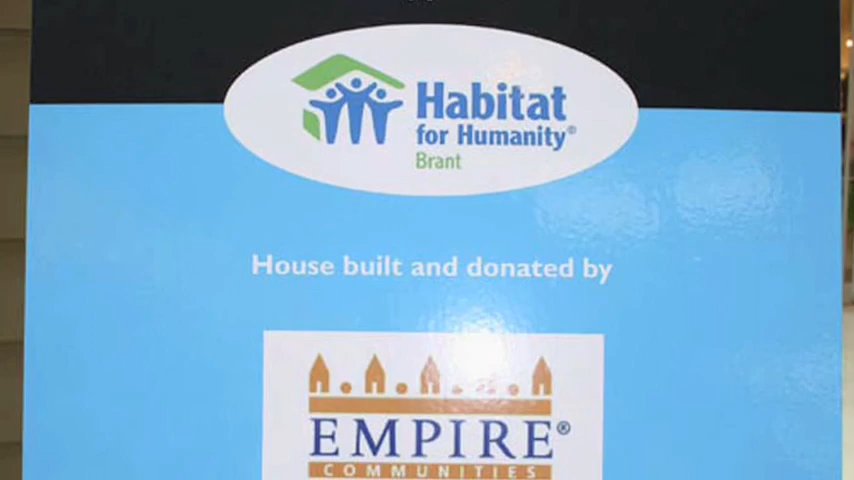 Habitat
for Humanity®
Brant
House built and donated by
EMPIRE®
COMMUNITIES